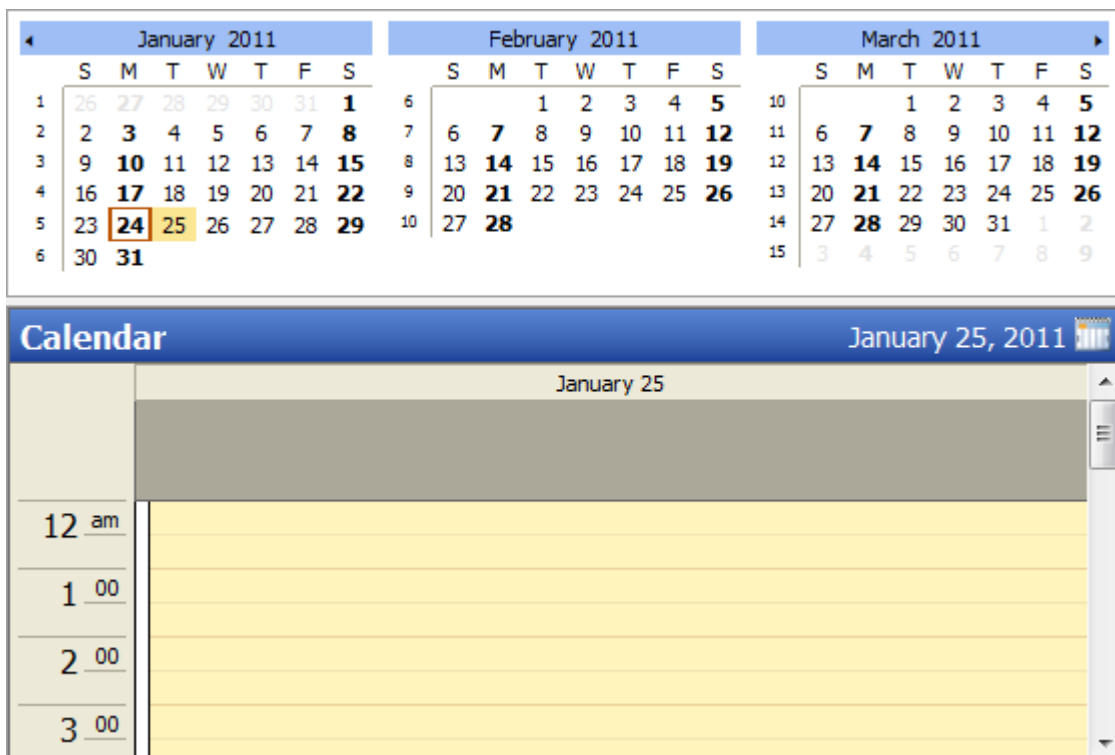 January 2011 February 2011 March 2011
S M T W T F S S M T W T F S S M T W T F S
1 26 27 28 29 30 31 1 6 1 2 3 4 5 10 1 2 3 4 5
2 2 3 4 5 6 7 8 7 6 7 8 9 10 11 12 11 6 7 8 9 10 11 12
3 9 10 11 12 13 14 15 8 13 14 15 16 17 18 19 12 13 14 15 16 17 18 19
4 16 17 18 19 20 21 22 9 20 21 22 23 24 25 26 13 20 21 22 23 24 25 26
5 23 24 25 26 27 28 29 10 27 28 14 27 28 29 30 31 1 2
6 30 31 15 3 4 5 6 7 8 9
Calendar January 25, 2011
January 25
12 am
1 00
2 00
3 00